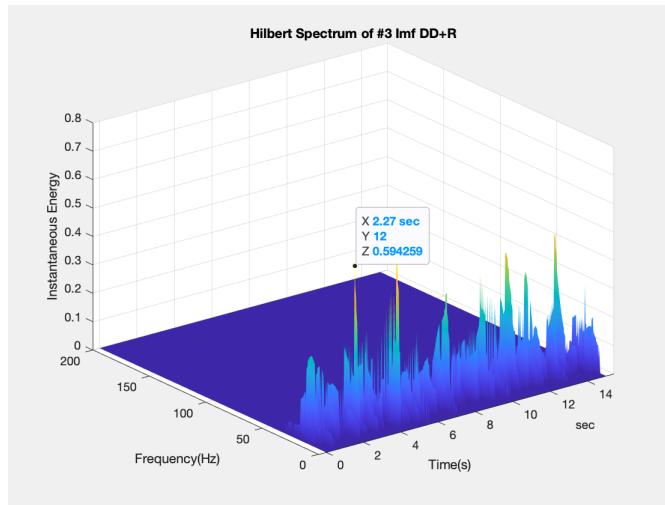 Hilbert Spectrum of #3 Imf DD+R
0.8
0.7
0.6
0.5
0.4
0.3
0.2
0.1
0
Instantaneous Energy
X 2.27 sec
Y 12
Z 0.594259
200
150
100
50
0
Frequency(Hz)
0
2
4
6
8
10
12
14
sec
Time(s)